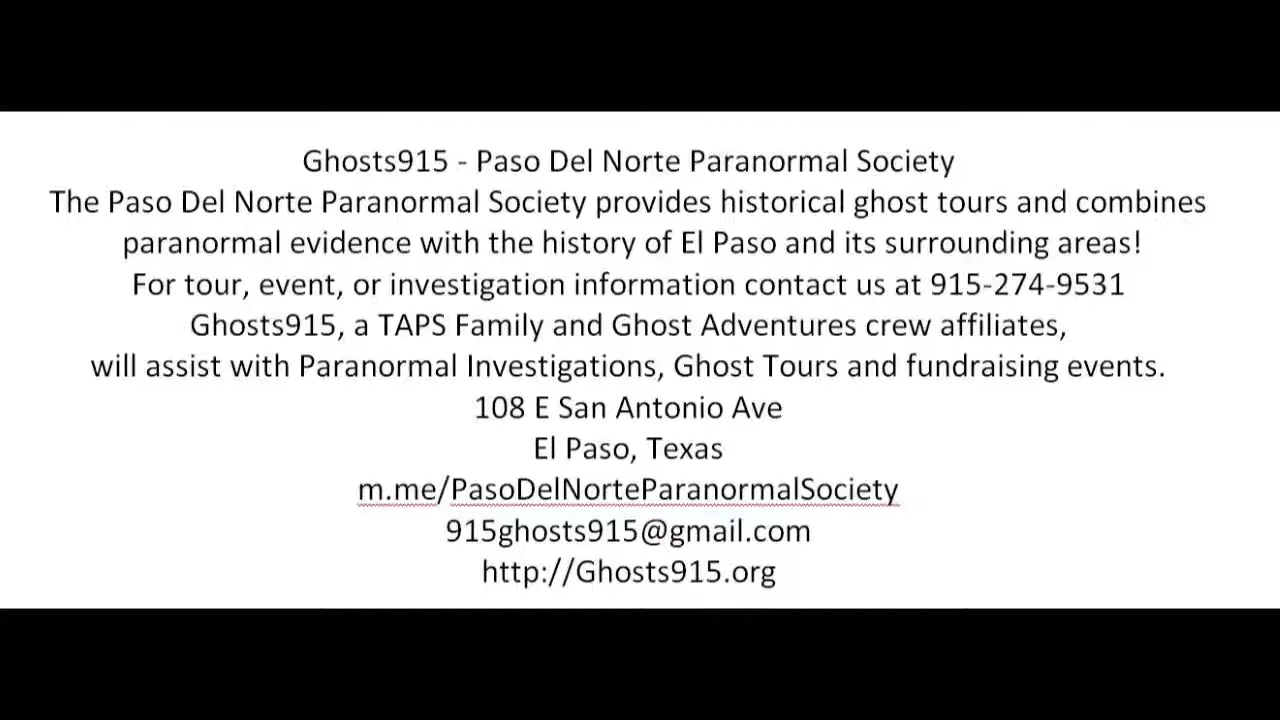 Ghosts915 - Paso Del Norte Paranormal Society
The Paso Del Norte Paranormal Society provides historical ghost tours and combines
paranormal evidence with the history of El Paso and its surrounding areas!
For tour, event, or investigation information contact us at 915-274-9531
Ghosts915, a TAPS Family and Ghost Adventures crew affiliates,
will assist with Paranormal Investigations, Ghost Tours and fundraising events.
108 E San Antonio Ave
El Paso, Texas
m.me/PasoDelNorteParanormalSociety
915ghosts915@gmail.com
http://Ghosts915.org